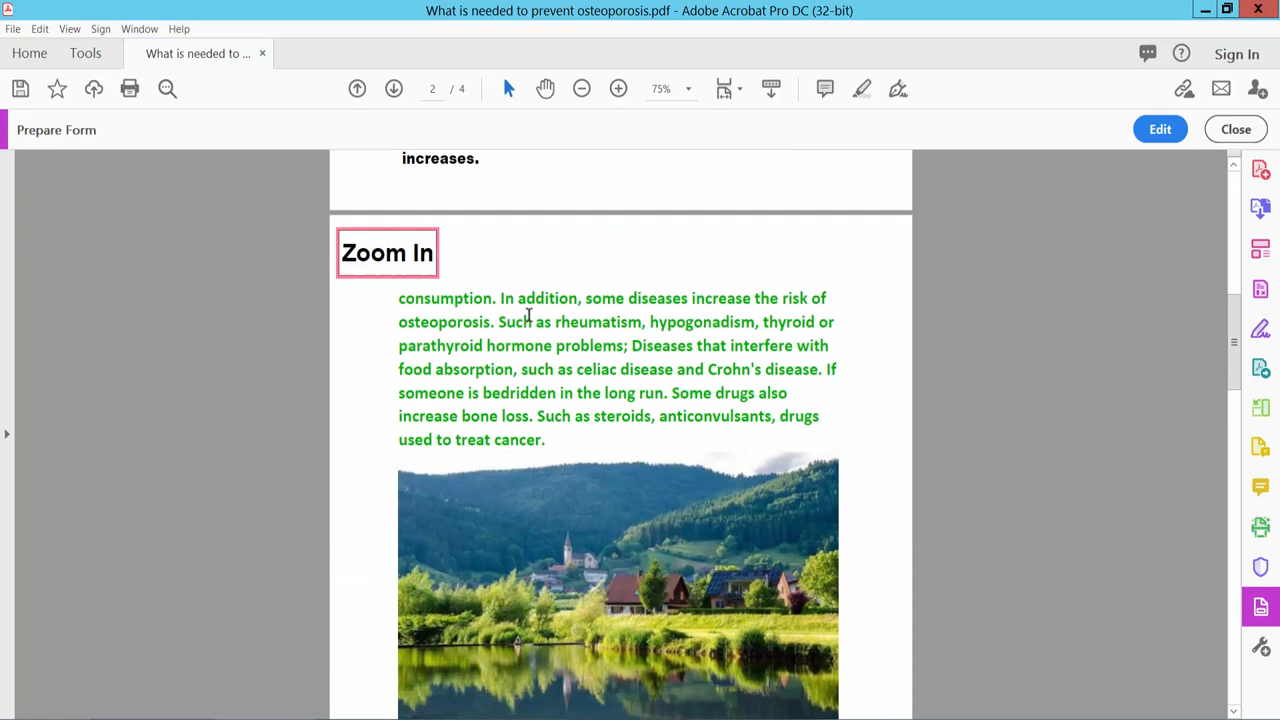 What is needed to prevent osteoporosis.pdf - Adobe Acrobat Pro DC (32-bit)
File Edit View Sign Window Help
Home Tools What is needed to ... × Sign In
2 / 4 75%
Prepare Form Edit Close
increases.
Zoom In
consumption. In addition, some diseases increase the risk of
osteoporosis. Such as rheumatism, hypogonadism, thyroid or
parathyroid hormone problems; Diseases that interfere with
food absorption, such as celiac disease and Crohn's disease. If
someone is bedridden in the long run. Some drugs also
increase bone loss. Such as steroids, anticonvulsants, drugs
used to treat cancer.